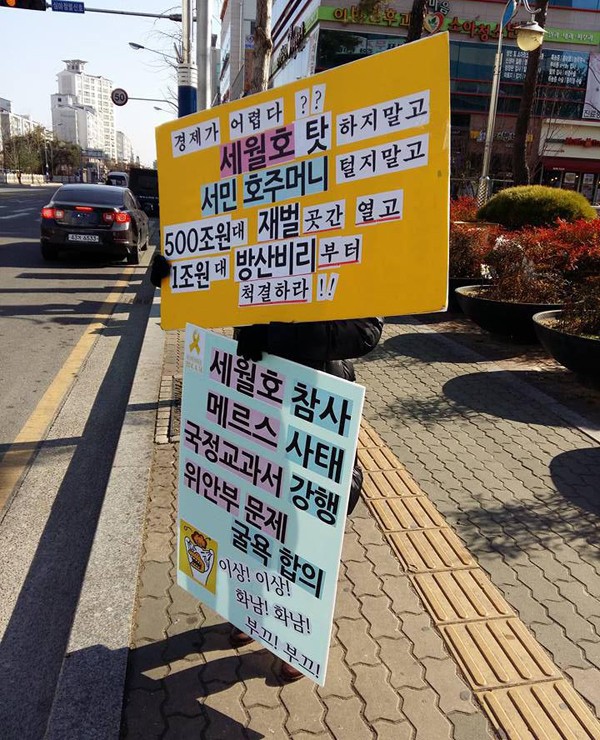 경제가 어렵다 ??
세월호 탓 하지말고
서민 호주머니 털지말고
500조원대 재벌 곳간 열고
1조원대 방산비리 부터
척결하라 !!
세월호 참사
메르스 사태
국정교과서 강행
위안부 문제
굴욕 합의
이상! 이상!
화남! 화남!
부끄! 부끄!
50